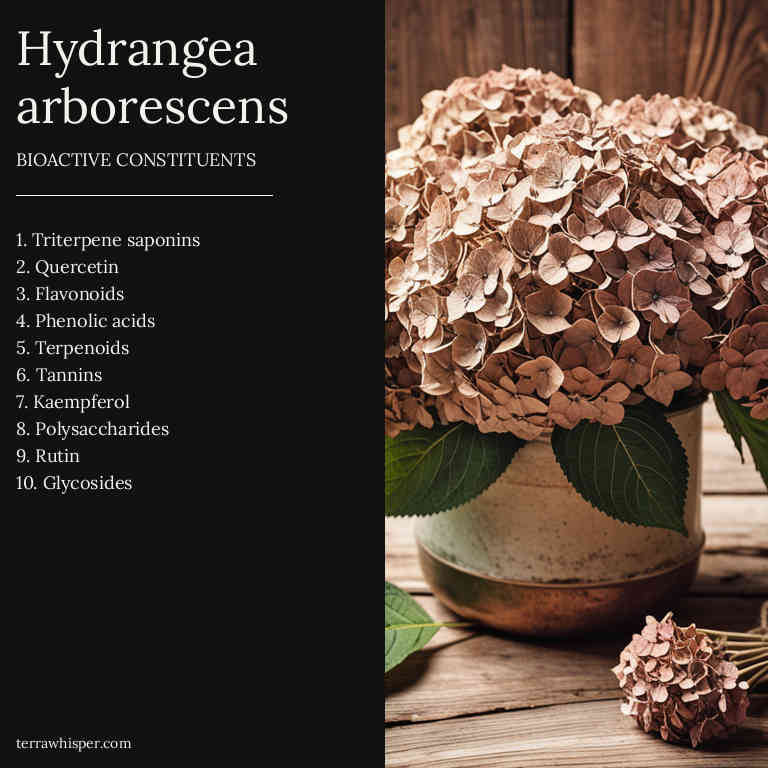 Hydrangea
arborescens
BIOACTIVE CONSTITUENTS
1. Triterpene saponins
2. Quercetin
3. Flavonoids
4. Phenolic acids
5. Terpenoids
6. Tannins
7. Kaempferol
8. Polysaccharides
9. Rutin
10. Glycosides
terrawhisper.com